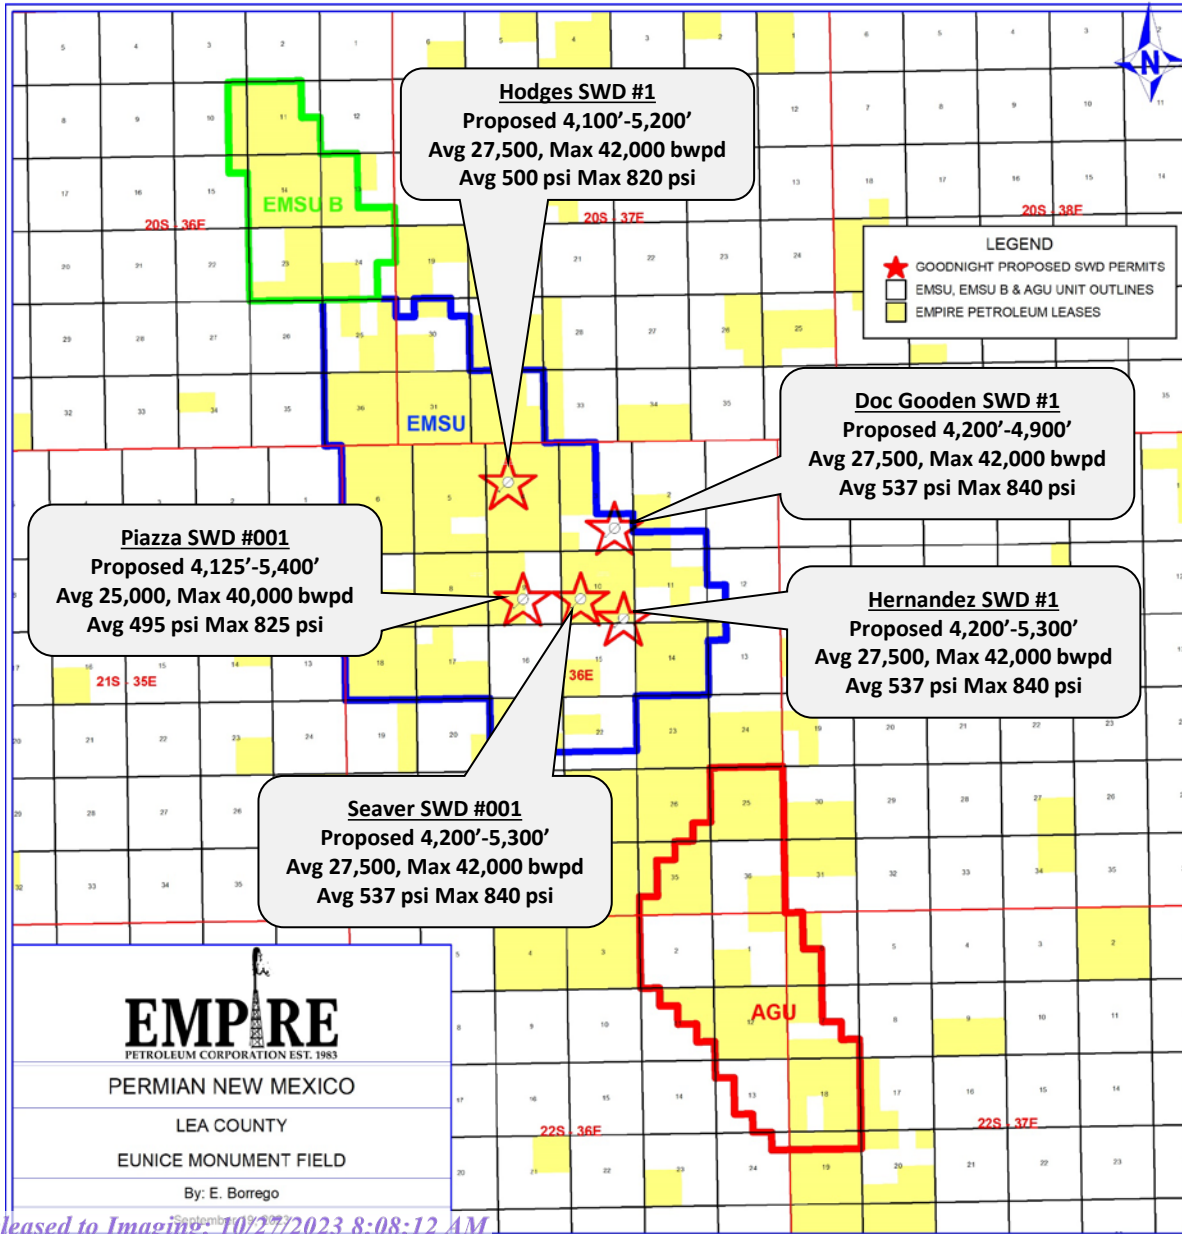 Hodges SWD #1
Proposed 4,100’-5,200’
Avg 27,500, Max 42,000 bwpd
Avg 500 psi Max 820 psi
N
EMSU B
20S - 36E
20S - 37E
20S - 38E
LEGEND
GOODNIGHT PROPOSED SWD PERMITS
EMSU, EMSU B & AGU UNIT OUTLINES
EMPIRE PETROLEUM LEASES
EMSU
Doc Gooden SWD #1
Proposed 4,200’-4,900’
Avg 27,500, Max 42,000 bwpd
Avg 537 psi Max 840 psi
Piazza SWD #001
Proposed 4,125’-5,400’
Avg 25,000, Max 40,000 bwpd
Avg 495 psi Max 825 psi
Hernandez SWD #1
Proposed 4,200’-5,300’
Avg 27,500, Max 42,000 bwpd
Avg 537 psi Max 840 psi
21S - 35E
36E
Seaver SWD #001
Proposed 4,200’-5,300’
Avg 27,500, Max 42,000 bwpd
Avg 537 psi Max 840 psi
AGU
22S - 36E
22S - 37E
EMPIRE
PETROLEUM CORPORATION EST. 1983
PERMIAN NEW MEXICO
LEA COUNTY
EUNICE MONUMENT FIELD
By: E. Borrego
September 19, 2023
leased to Imaging: 10/27/2023 8:08:12 AM